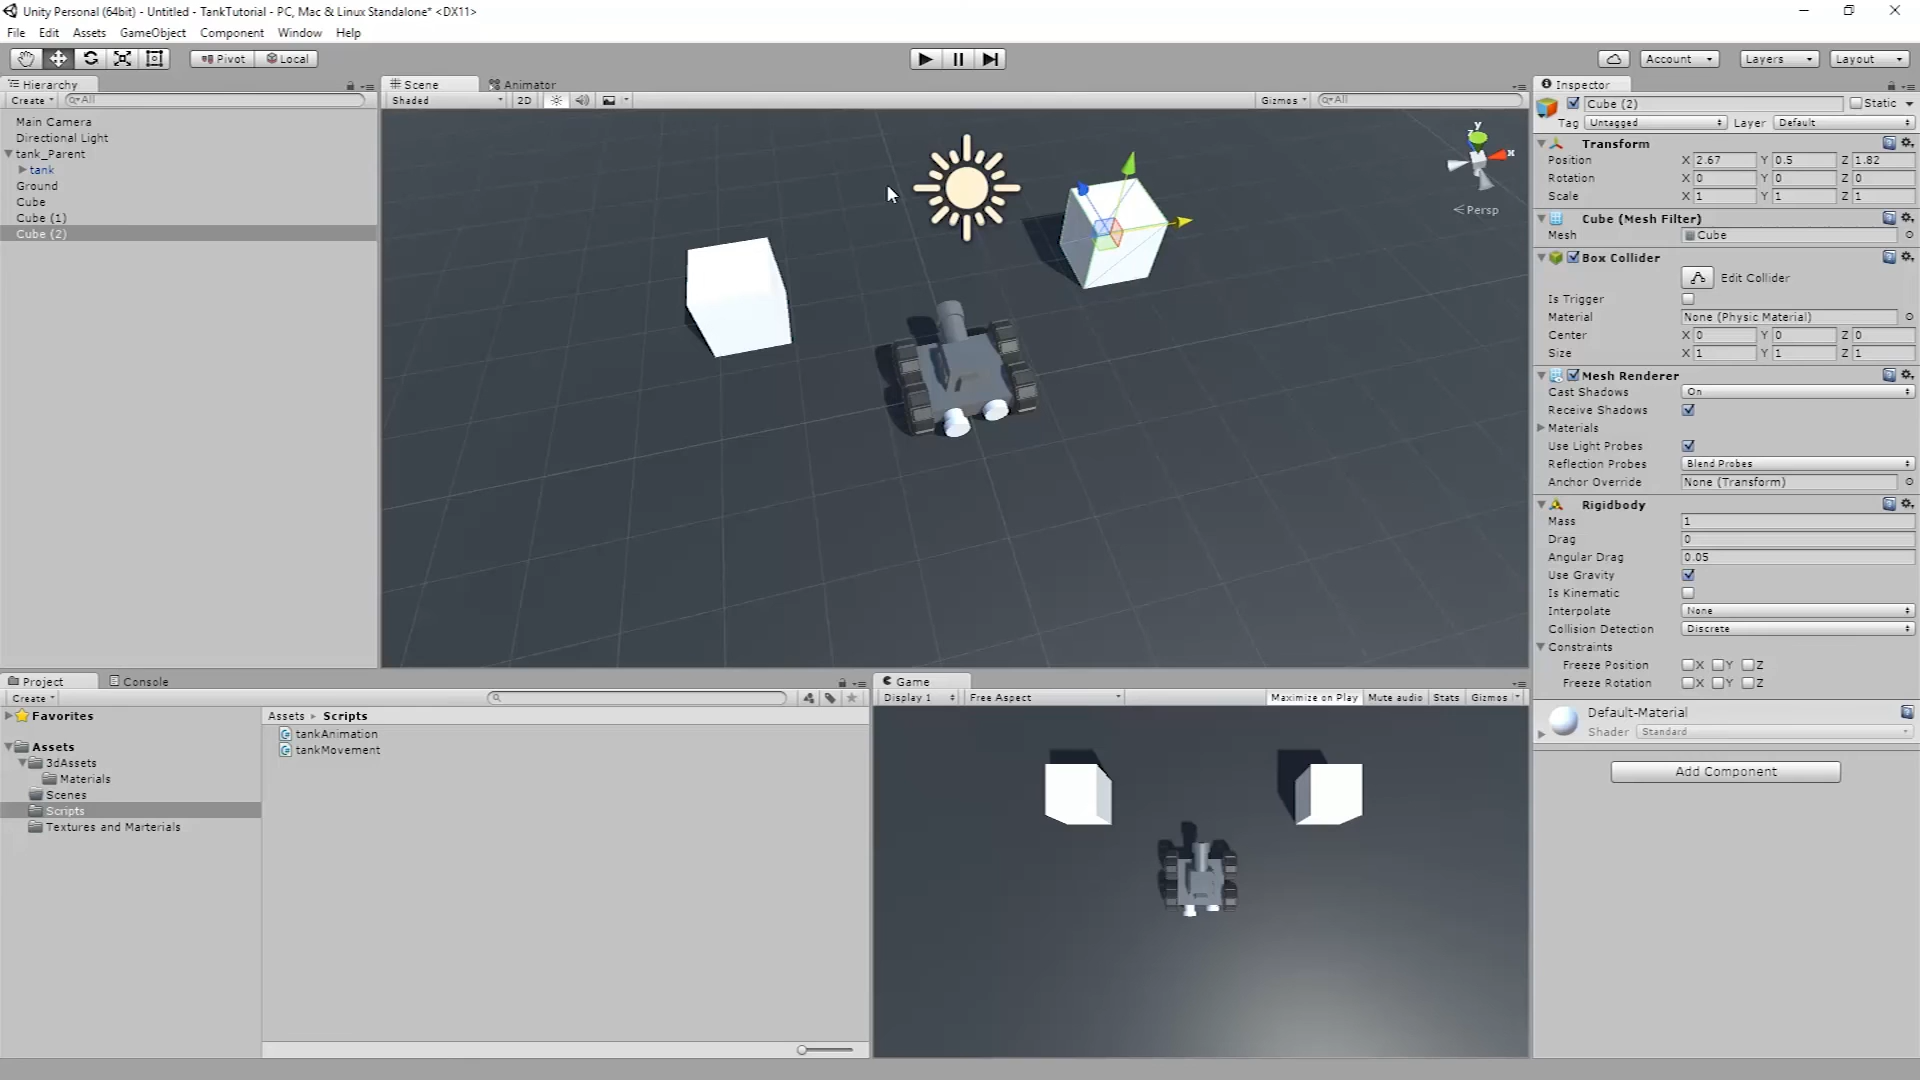 Unity Personal (64bit) - Untitled - TankTutorial - PC, Mac & Linux Standalone* <DX11>
File Edit Assets GameObject Component Window Help
Pivot Local Account Layers Layout
Hierarchy
Create All
Main Camera
Directional Light
tank_Parent
tank
Ground
Cube
Cube (1)
Cube (2)
Scene Animator
Shaded 2D Gizmos All
y
z
x
Persp
Inspector
Cube (2) Static
Tag Untagged Layer Default
Transform
Position X 2.67 Y 0.5 Z 1.82
Rotation X 0 Y 0 Z 0
Scale X 1 Y 1 Z 1
Cube (Mesh Filter)
Mesh Cube
Box Collider
Edit Collider
Is Trigger
Material None (Physic Material)
Center X 0 Y 0 Z 0
Size X 1 Y 1 Z 1
Mesh Renderer
Cast Shadows On
Receive Shadows
Materials
Use Light Probes
Reflection Probes Blend Probes
Anchor Override None (Transform)
Rigidbody
Mass 1
Drag 0
Angular Drag 0.05
Use Gravity
Is Kinematic
Interpolate None
Collision Detection Discrete
Constraints
Freeze Position X Y Z
Freeze Rotation X Y Z
Default-Material
Shader Standard
Add Component
Project Console
Create
Favorites
Assets
3dAssets
Materials
Scenes
Scripts
Textures and Marterials
Assets Scripts
tankAnimation
tankMovement
Game
Display 1 Free Aspect Maximize on Play Mute audio Stats Gizmos